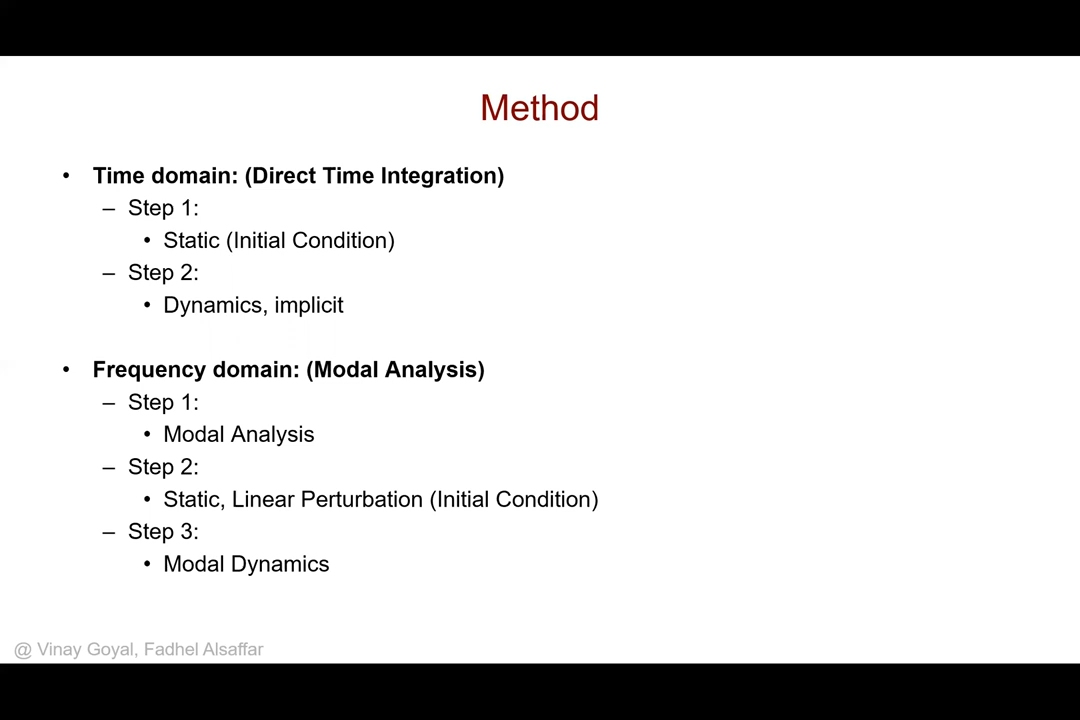 Method
• Time domain: (Direct Time Integration)
– Step 1:
• Static (Initial Condition)
– Step 2:
• Dynamics, implicit
• Frequency domain: (Modal Analysis)
– Step 1:
• Modal Analysis
– Step 2:
• Static, Linear Perturbation (Initial Condition)
– Step 3:
• Modal Dynamics
@ Vinay Goyal, Fadhel Alsaffar